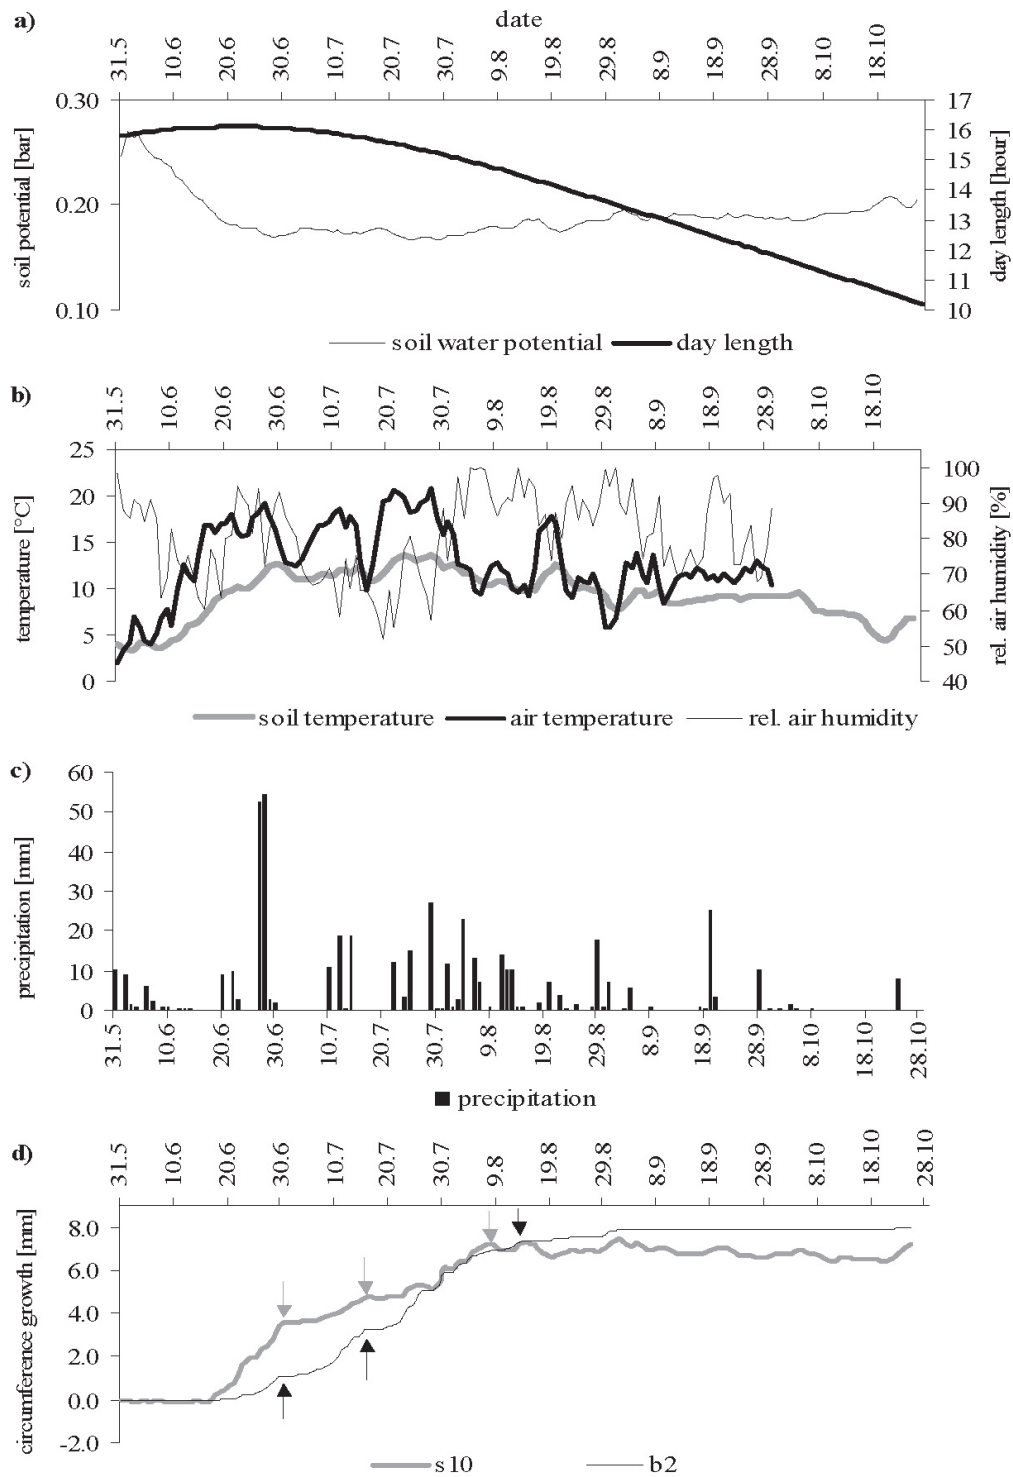 a)
date
31.5 10.6 20.6 30.6 10.7 20.7 30.7 9.8 19.8 29.8 8.9 18.9 28.9 8.10 18.10
soil potential [bar]
0.30
0.20
0.10
17
16
15
14
13
12
11
10
day length [hour]
soil water potential day length
b)
31.5 10.6 20.6 30.6 10.7 20.7 30.7 9.8 19.8 29.8 8.9 18.9 28.9 8.10 18.10
temperature [°C]
25
20
15
10
5
0
100
90
80
70
60
50
40
rel. air humidity [%]
soil temperature air temperature rel. air humidity
c)
precipitation [mm]
60
50
40
30
20
10
0
31.5 10.6 20.6 30.6 10.7 20.7 30.7 9.8 19.8 29.8 8.9 18.9 28.9 8.10 18.10 28.10
precipitation
d)
31.5 10.6 20.6 30.6 10.7 20.7 30.7 9.8 19.8 29.8 8.9 18.9 28.9 8.10 18.10 28.10
circumference growth [mm]
8.0
6.0
4.0
2.0
0.0
-2.0
s10 b2